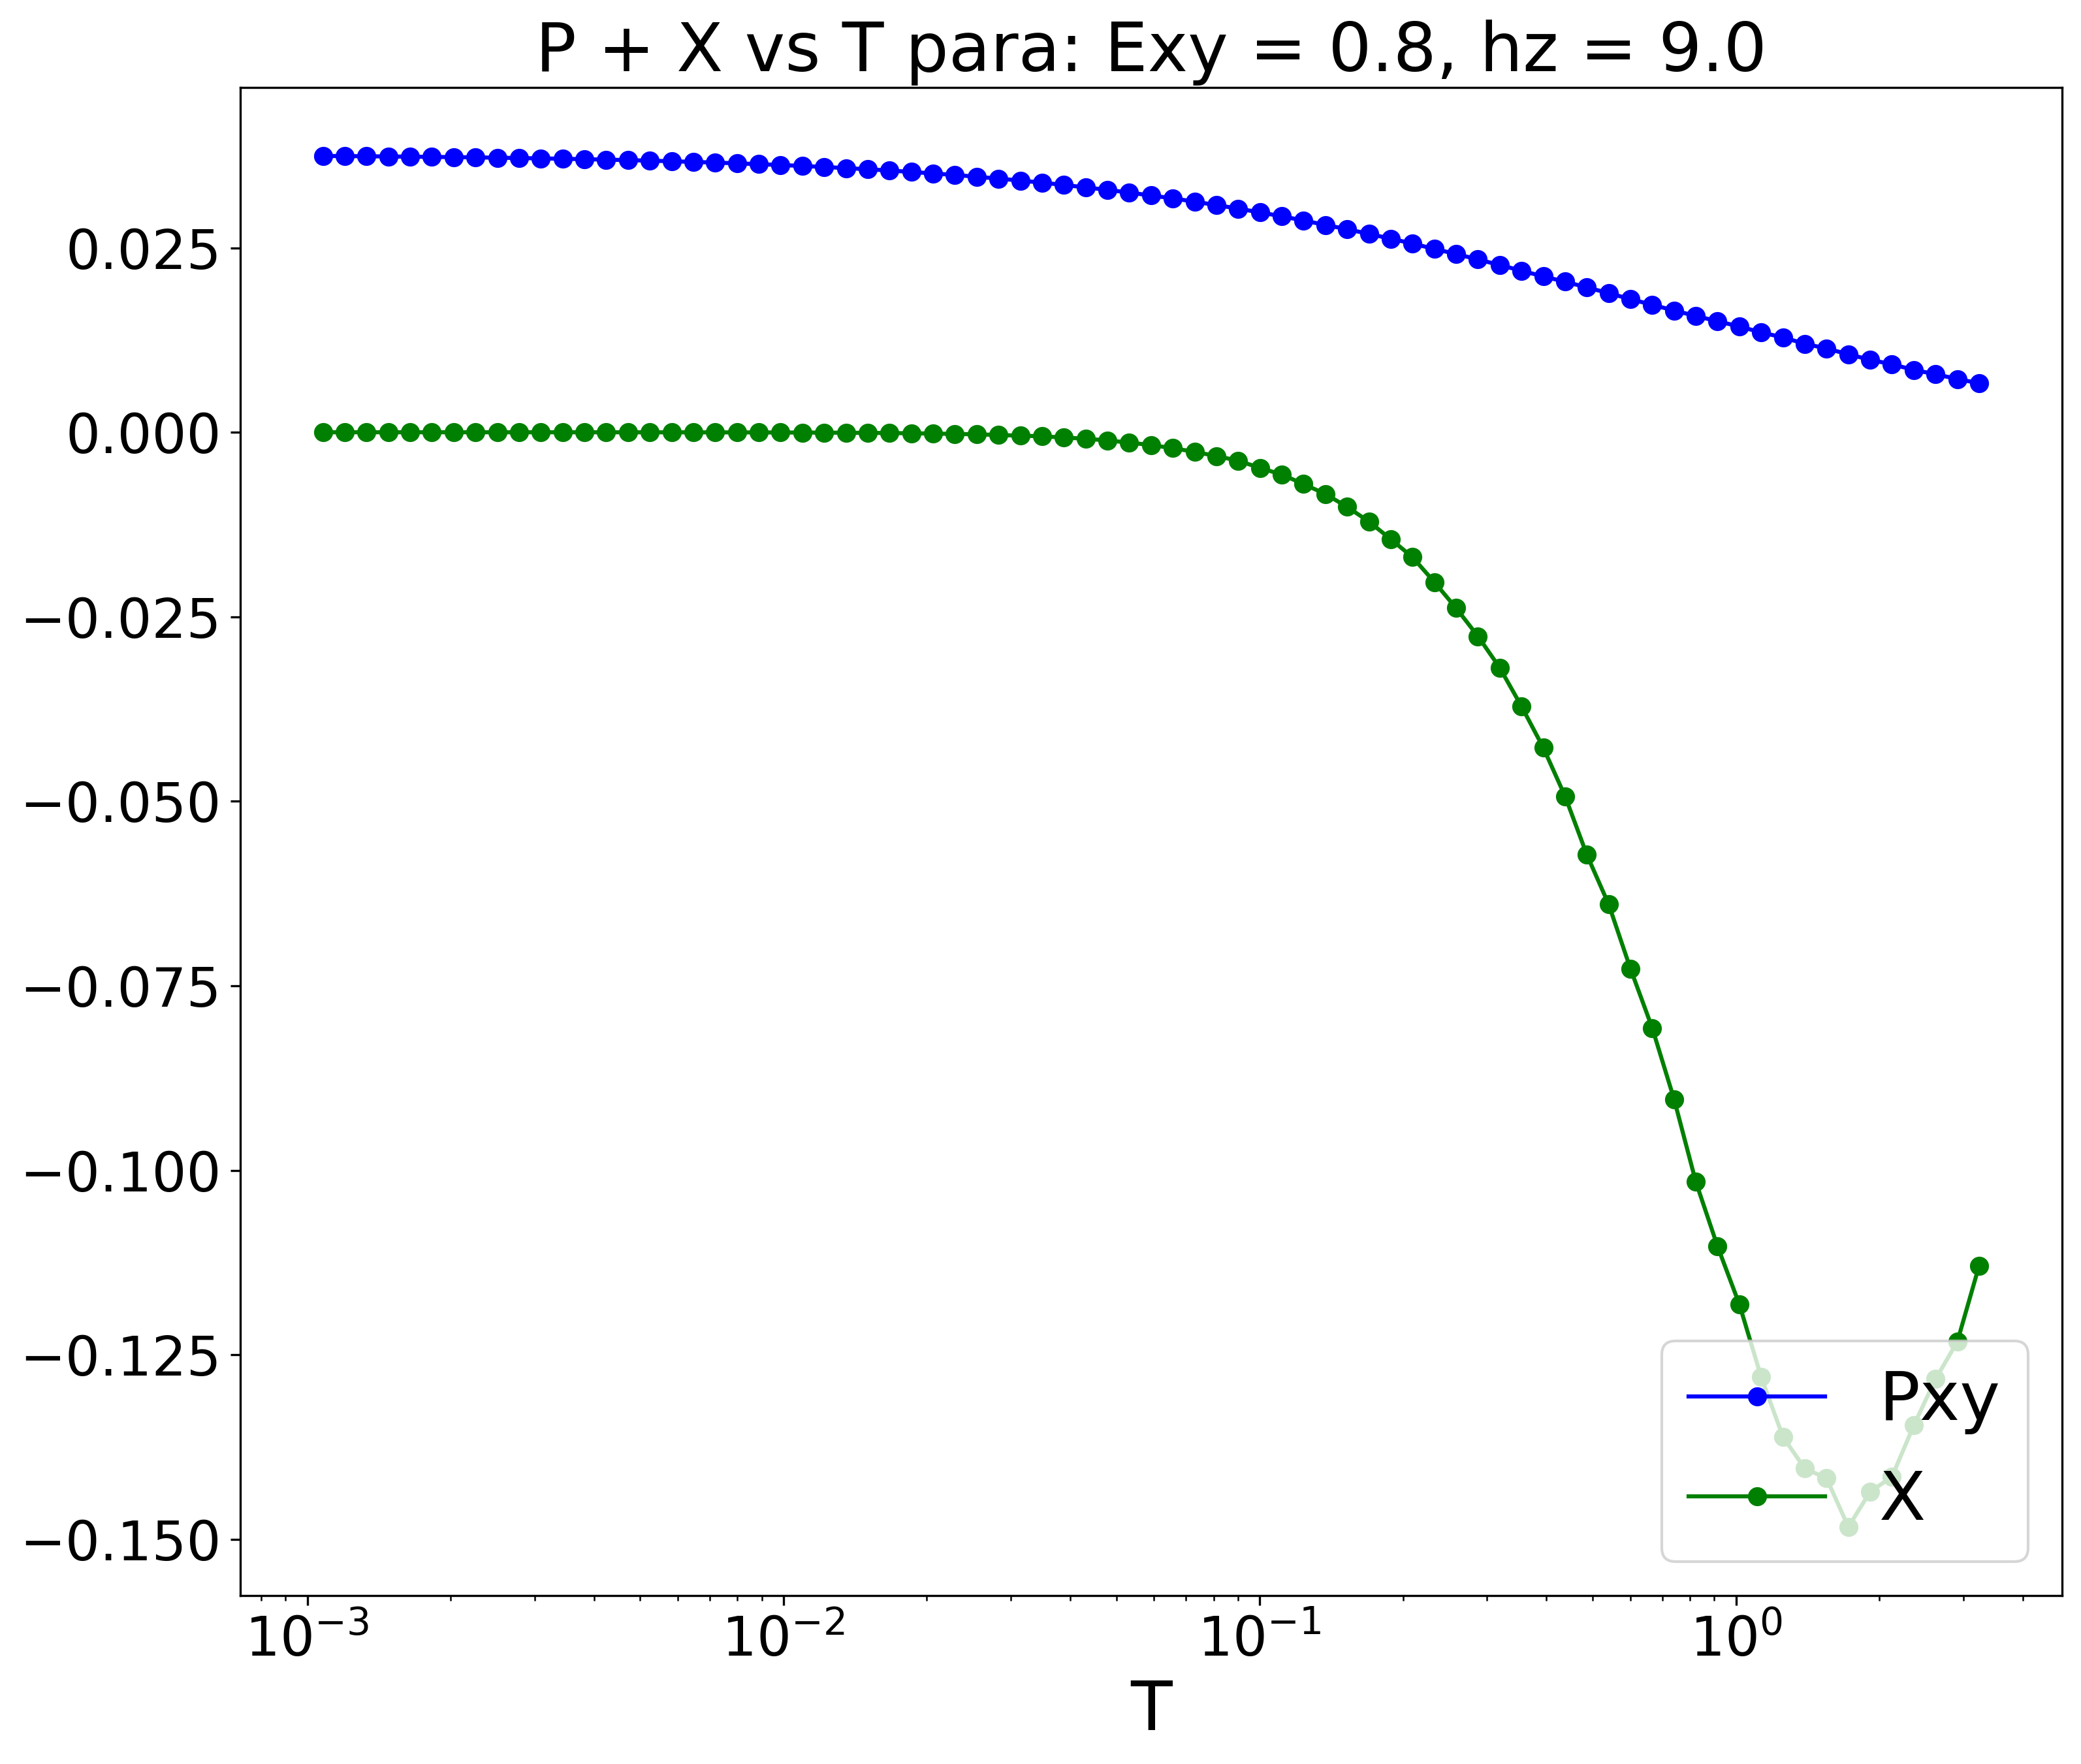 P + X vs T para: Exy = 0.8, hz = 9.0
0.025
0.000
−0.025
−0.050
−0.075
−0.100
−0.125
−0.150
Pxy
X
10⁻³ 10⁻² 10⁻¹ 10⁰
T